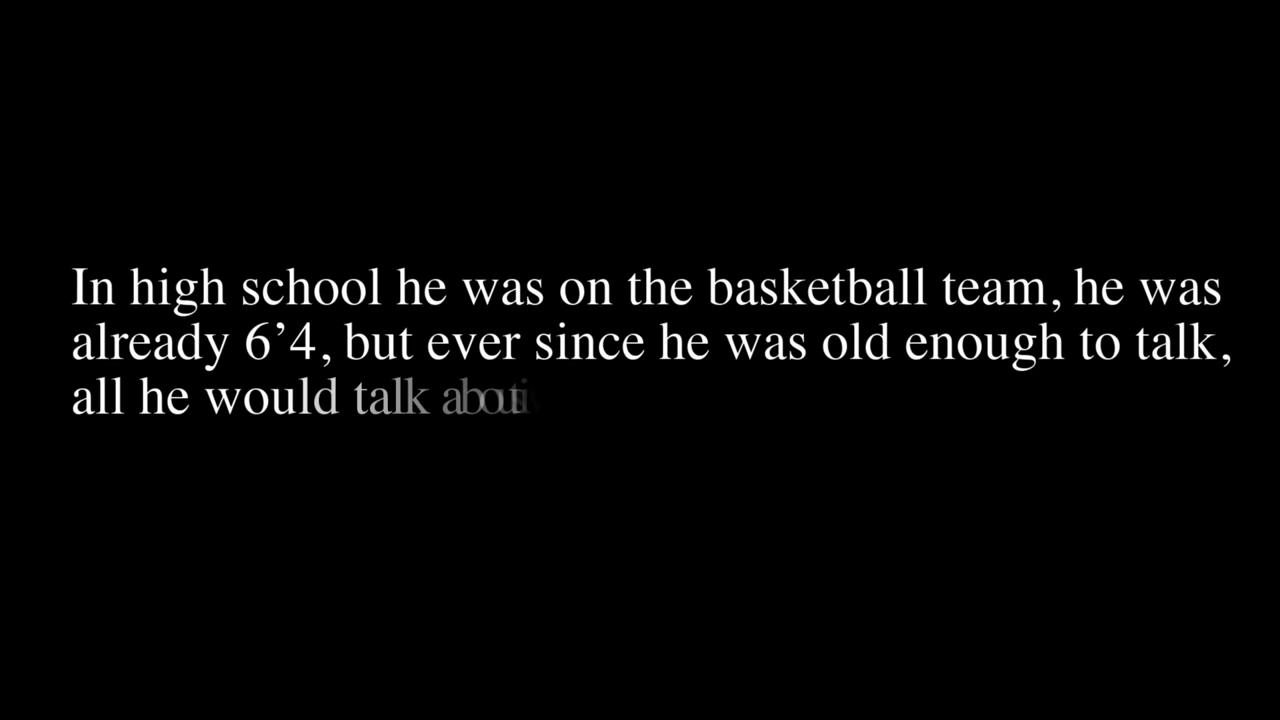 In high school he was on the basketball team, he was
already 6’4, but ever since he was old enough to talk,
all he would talk about